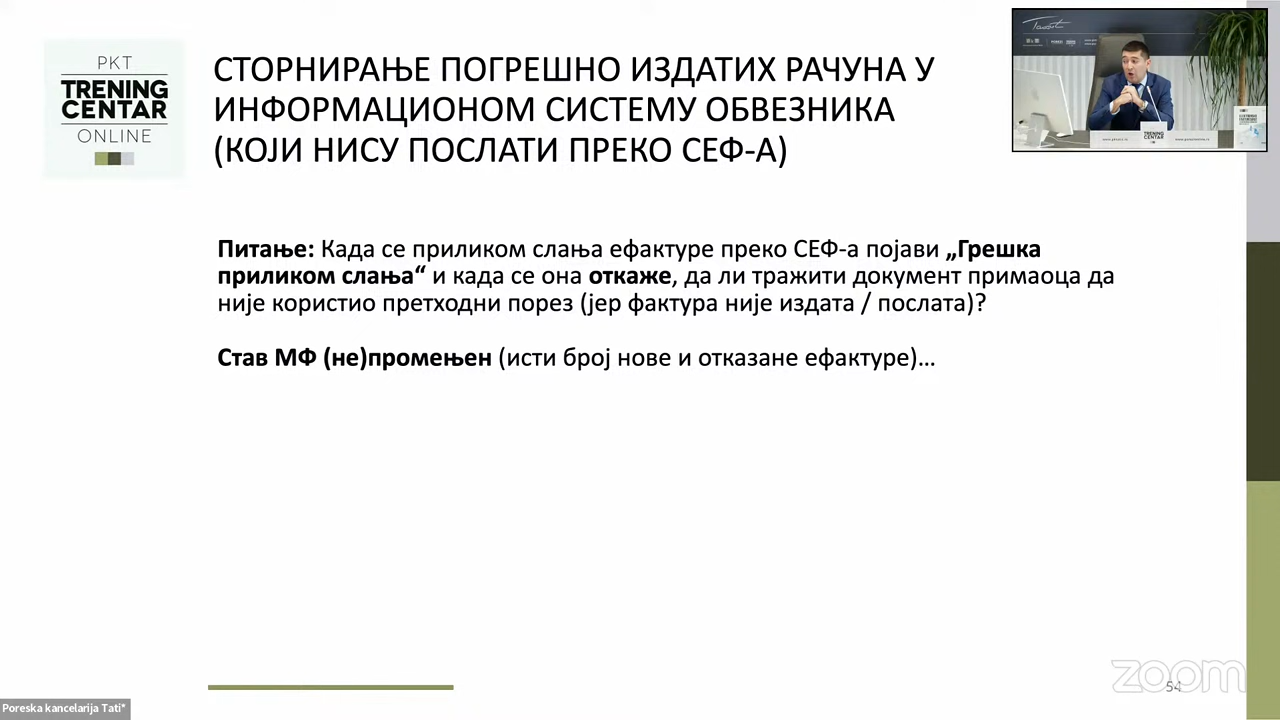 PKT
TRENING
CENTAR
ONLINE
СТОРНИРАЊЕ ПОГРЕШНО ИЗДАТИХ РАЧУНА У
ИНФОРМАЦИОНОМ СИСТЕМУ ОБВЕЗНИКА
(КОЈИ НИСУ ПОСЛАТИ ПРЕКО СЕФ-А)
TRENING
CENTAR
Питање: Када се приликом слања ефактуре преко СЕФ-а појави „Грешка
приликом слања“ и када се она откаже, да ли тражити документ примаоца да
није користио претходни порез (јер фактура није издата / послата)?
Став МФ (не)промењен (исти број нове и отказане ефактуре)…
zoom
54
Poreska kancelarija Tati*